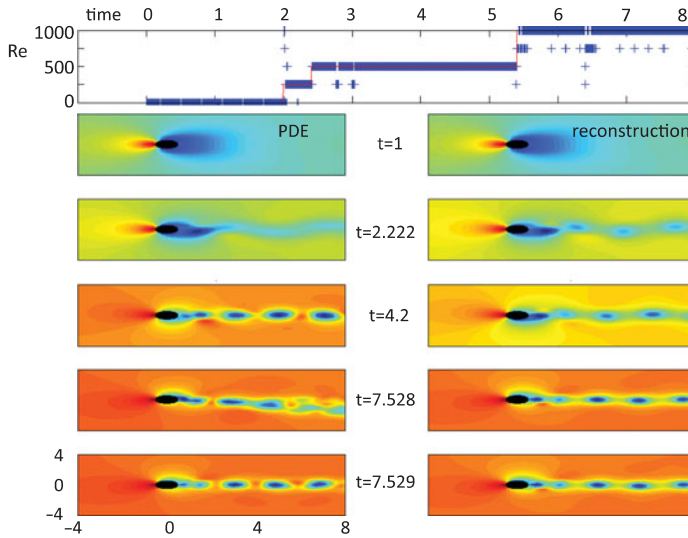 time 0 1 2 3 4 5 6 7 8
1000
Re
500
0
PDE
t=1
reconstruction
t=2.222
t=4.2
t=7.528
4
t=7.529
0
−4
−4 0 4 8